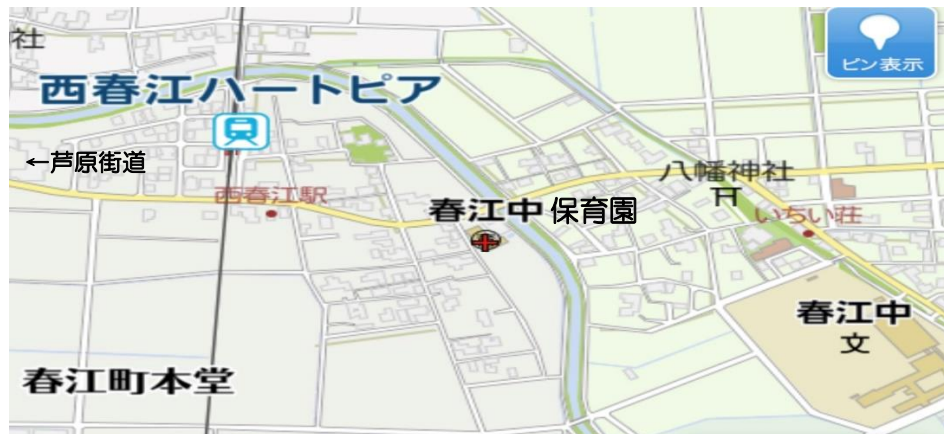 社
ピン表示
西春江ハートピア
←芦原街道
八幡神社
西春江駅
春江中 保育園
いちい荘
春江中
文
春江町本堂